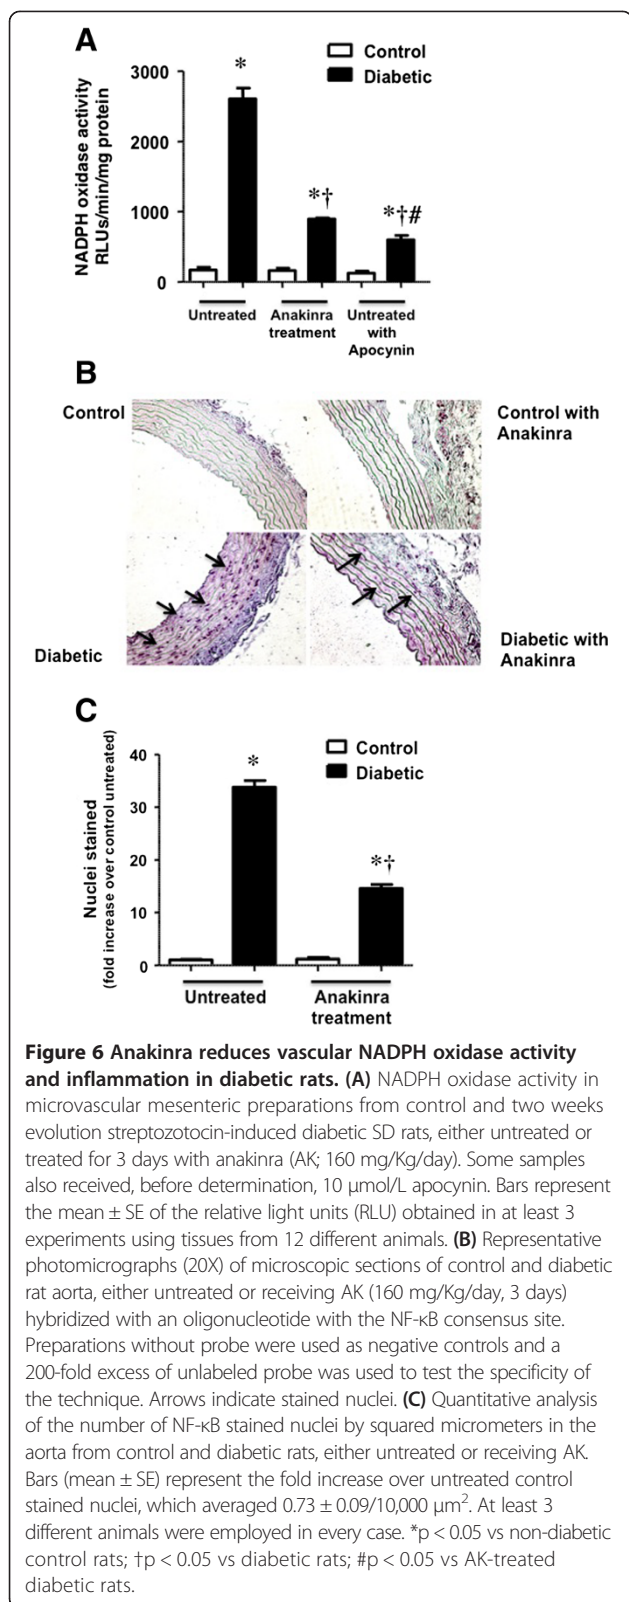 A
Control
Diabetic
NADPH oxidase activity
RLUs/min/mg protein
3000
2000
1000
0
*
*†
*†#
Untreated
Anakinra
treatment
Untreated
with
Apocynin
B
Control
Control with
Anakinra
Diabetic
Diabetic with
Anakinra
C
Control
Diabetic
Nuclei stained
(fold increase over control untreated)
40
30
20
10
0
*
*†
Untreated
Anakinra
treatment
Figure 6 Anakinra reduces vascular NADPH oxidase activity
and inflammation in diabetic rats. (A) NADPH oxidase activity in
microvascular mesenteric preparations from control and two weeks
evolution streptozotocin-induced diabetic SD rats, either untreated or
treated for 3 days with anakinra (AK; 160 mg/Kg/day). Some samples
also received, before determination, 10 μmol/L apocynin. Bars represent
the mean ± SE of the relative light units (RLU) obtained in at least 3
experiments using tissues from 12 different animals. (B) Representative
photomicrographs (20X) of microscopic sections of control and diabetic
rat aorta, either untreated or receiving AK (160 mg/Kg/day, 3 days)
hybridized with an oligonucleotide with the NF-κB consensus site.
Preparations without probe were used as negative controls and a
200-fold excess of unlabeled probe was used to test the specificity of
the technique. Arrows indicate stained nuclei. (C) Quantitative analysis
of the number of NF-κB stained nuclei by squared micrometers in the
aorta from control and diabetic rats, either untreated or receiving AK.
Bars (mean ± SE) represent the fold increase over untreated control
stained nuclei, which averaged 0.73 ± 0.09/10,000 μm². At least 3
different animals were employed in every case. *p < 0.05 vs non-diabetic
control rats; †p < 0.05 vs diabetic rats; #p < 0.05 vs AK-treated
diabetic rats.